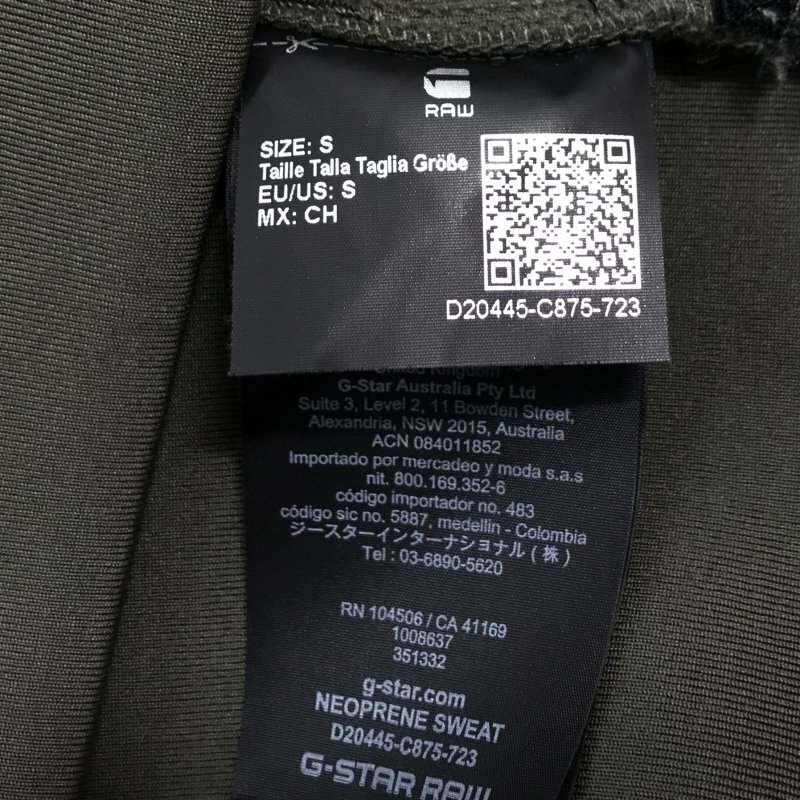 RAW
SIZE: S
Taille Talla Taglia Größe
EU/US: S
MX: CH
D20445-C875-723
United Kingdom
G-Star Australia Pty Ltd
Suite 3, Level 2, 11 Bowden Street,
Alexandria, NSW 2015, Australia
ACN 084011852
Importado por mercadeo y moda s.a.s
nit. 800.169.352-6
código importador no. 483
código sic no. 5887, medellin - Colombia
ジースターインターナショナル(株)
Tel : 03-6890-5620
RN 104506 / CA 41169
1008637
351332
g-star.com
NEOPRENE SWEAT
D20445-C875-723
G-STAR RAW